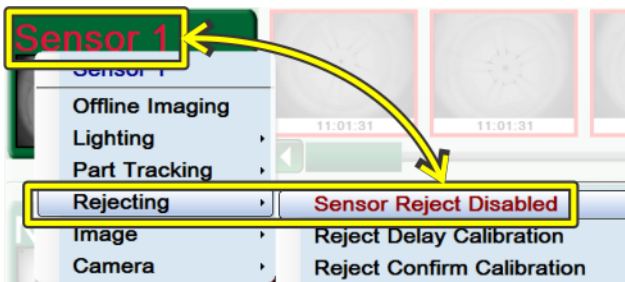 Sensor 1
Sensor 1
Offline Imaging
Lighting
Part Tracking
Rejecting
Image
Camera
11:01:31
11:01:31
Sensor Reject Disabled
Reject Delay Calibration
Reject Confirm Calibration